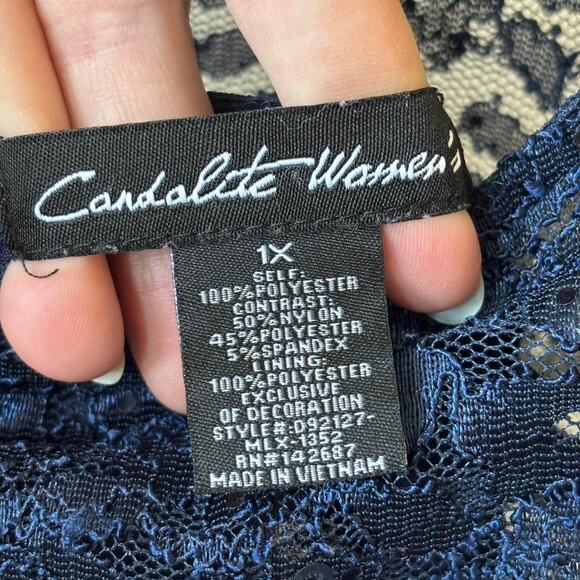 Candalite Women's
1X
SELF:
100%POLYESTER
CONTRAST:
50%NYLON
45%POLYESTER
5%SPANDEX
LINING:
100%POLYESTER
EXCLUSIVE
OF DECORATION
STYLE#:D92127-
MLX-1352
RN#142687
MADE IN VIETNAM